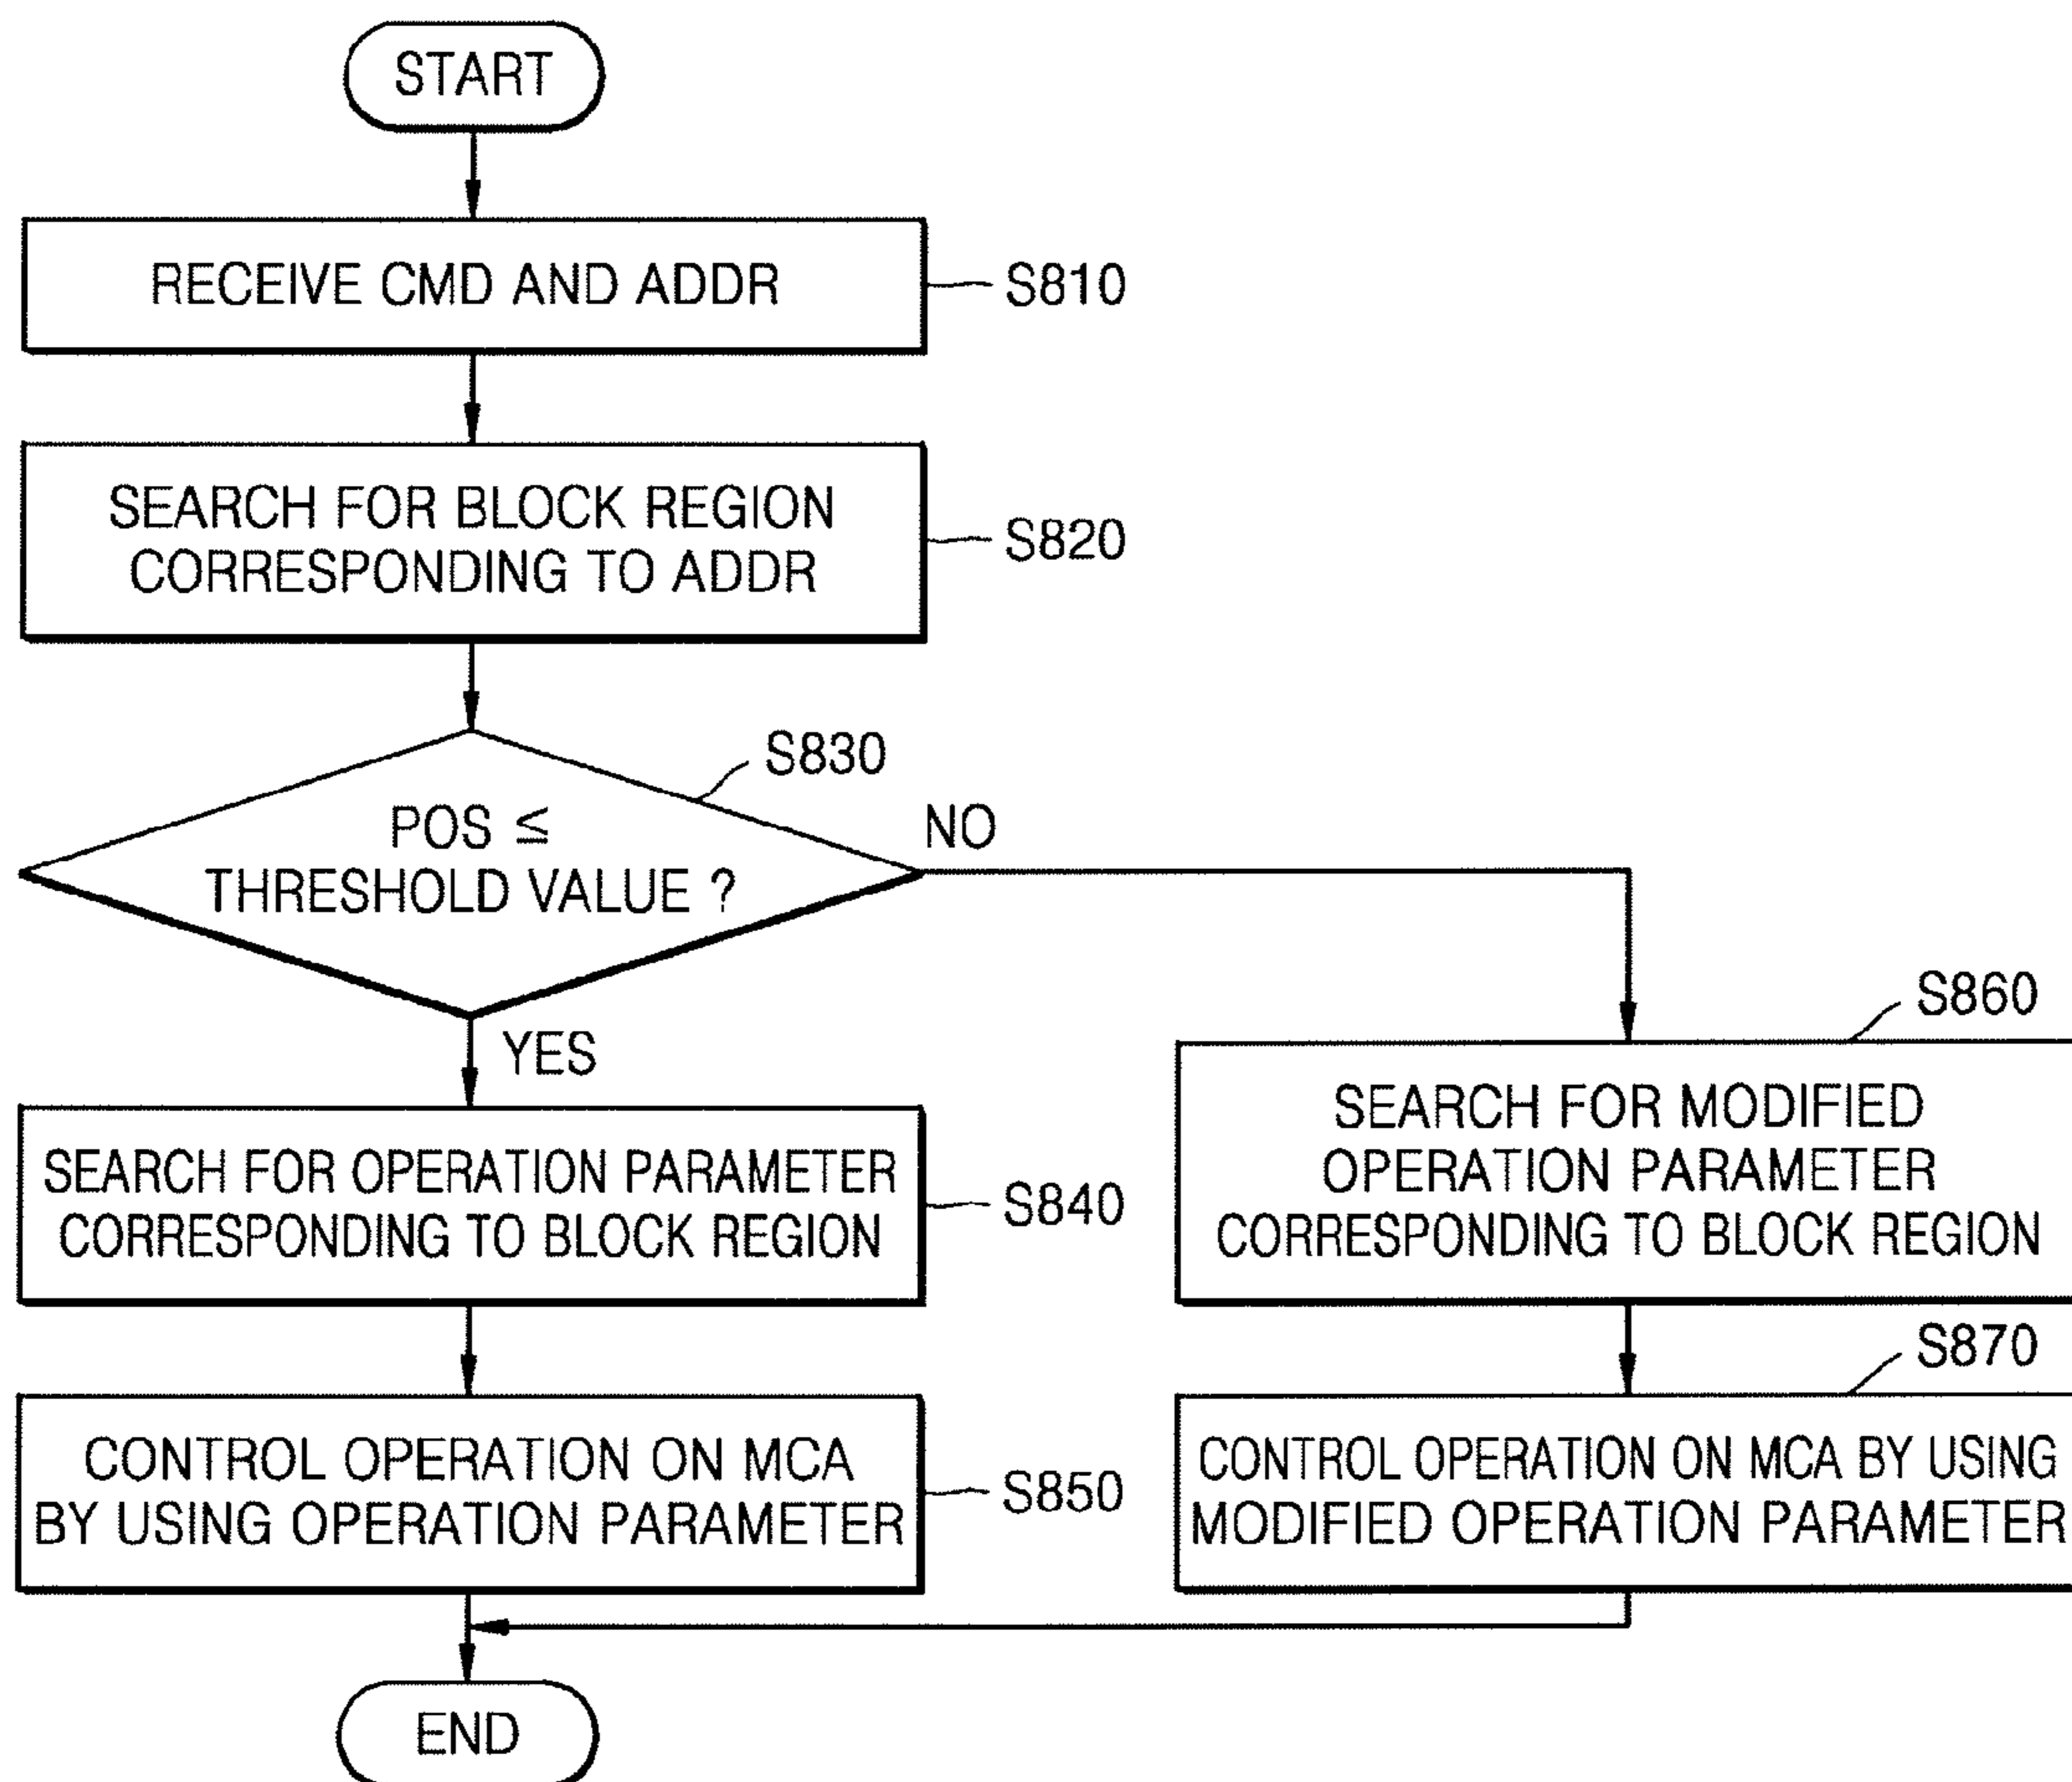 START
RECEIVE CMD AND ADDR
S810
SEARCH FOR BLOCK REGION
CORRESPONDING TO ADDR
S820
S830
POS ≦
THRESHOLD VALUE ?
NO
YES
SEARCH FOR OPERATION PARAMETER
CORRESPONDING TO BLOCK REGION
S840
CONTROL OPERATION ON MCA
BY USING OPERATION PARAMETER
S850
S860
SEARCH FOR MODIFIED
OPERATION PARAMETER
CORRESPONDING TO BLOCK REGION
S870
CONTROL OPERATION ON MCA BY USING
MODIFIED OPERATION PARAMETER
END